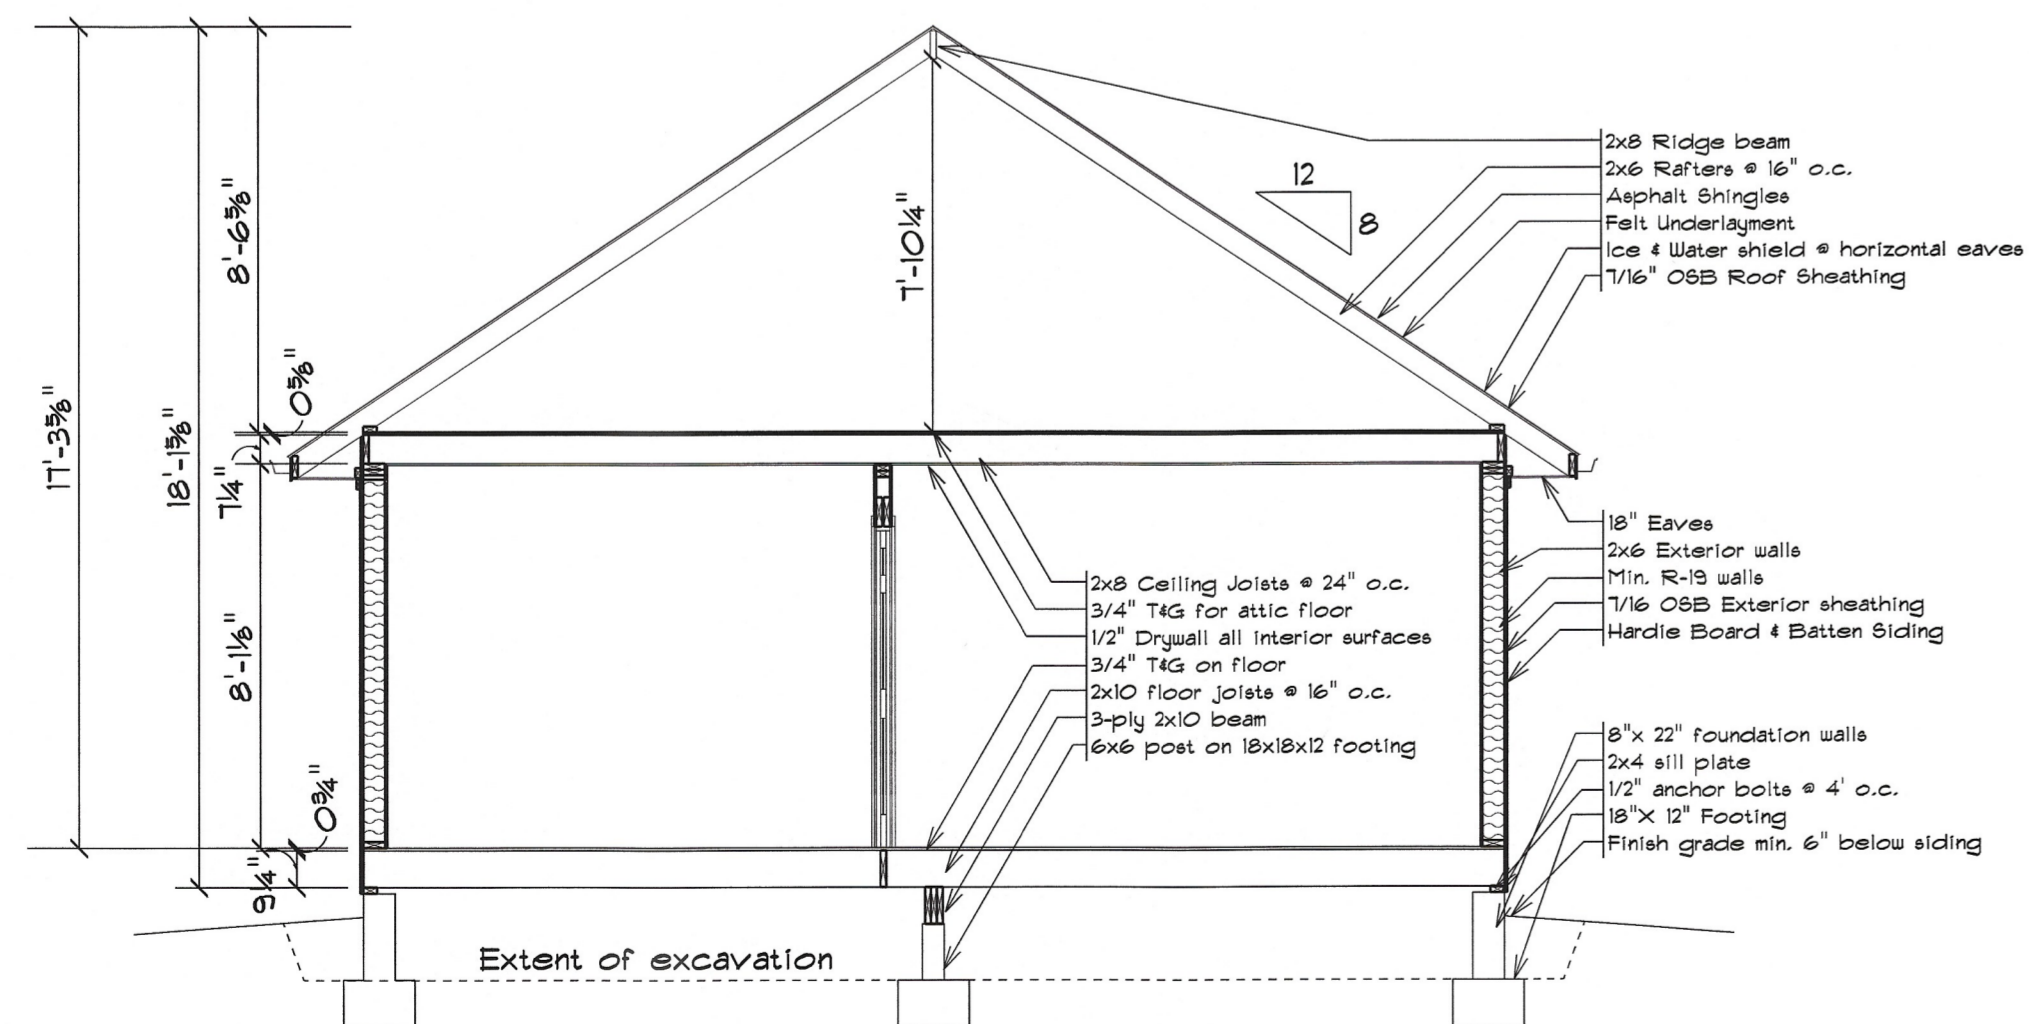 2x8 Ridge beam
2x6 Rafters @ 16" o.c.
Asphalt Shingles
Felt Underlayment
Ice & Water shield @ horizontal eaves
7/16" OSB Roof Sheathing
12
8
8'-6⅝"
7'-10¼"
0⅝"
17'-3⅝"
18'-1⅝"
7¼"
8'-1⅛"
0¾"
9¼"
18" Eaves
2x6 Exterior walls
Min. R-19 walls
7/16 OSB Exterior sheathing
Hardie Board & Batten Siding
2x8 Ceiling Joists @ 24" o.c.
3/4" T&G for attic floor
1/2" Drywall all interior surfaces
3/4" T&G on floor
2x10 floor joists @ 16" o.c.
3-ply 2x10 beam
6x6 post on 18x18x12 footing
8"x 22" foundation walls
2x4 sill plate
1/2" anchor bolts @ 4' o.c.
18"X 12" Footing
Finish grade min. 6" below siding
Extent of excavation